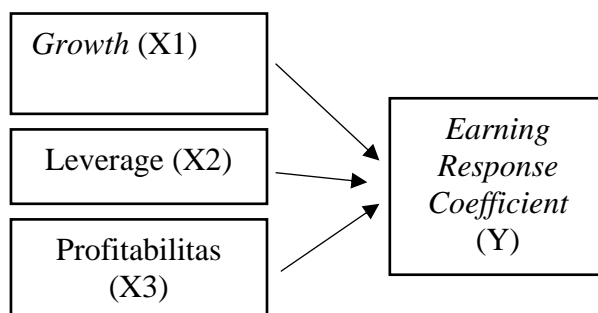 Growth (X1)
Leverage (X2)
Profitabilitas
(X3)
Earning
Response
Coefficient
(Y)